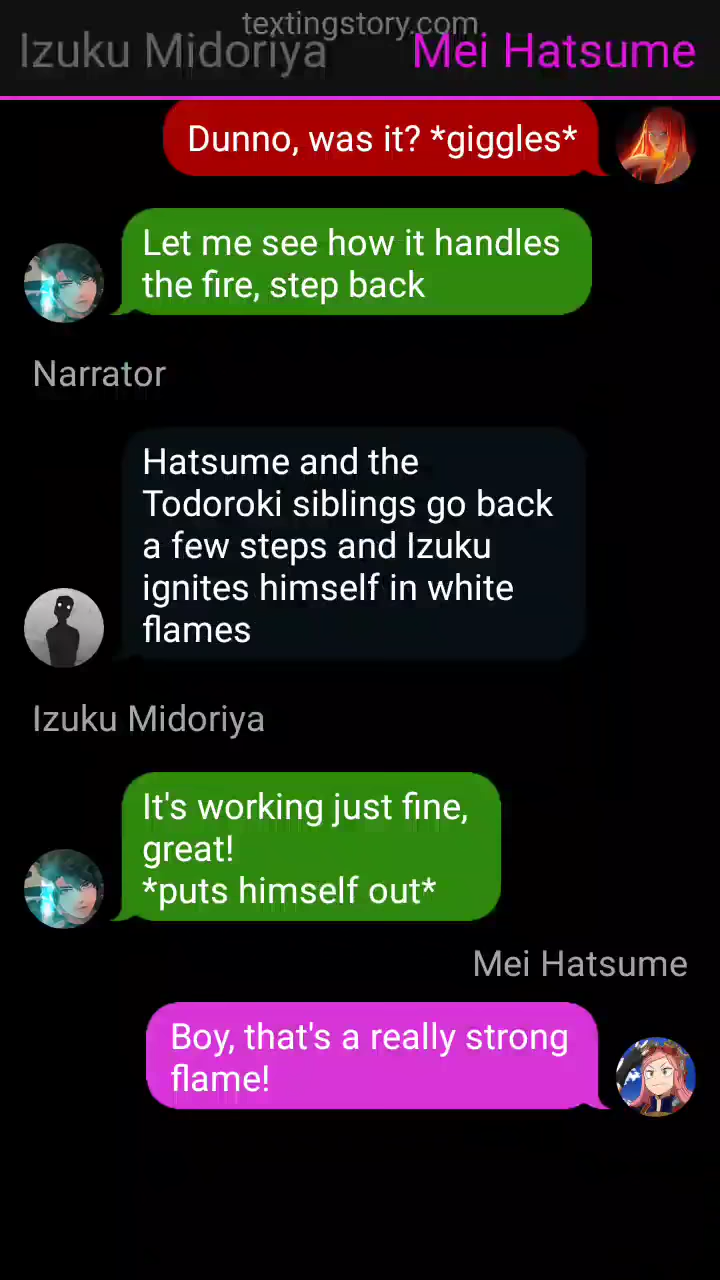 textingstory.com
Izuku Midoriya
Mei Hatsume
Dunno, was it? *giggles*
Let me see how it handles
the fire, step back
Narrator
Hatsume and the
Todoroki siblings go back
a few steps and Izuku
ignites himself in white
flames
Izuku Midoriya
It's working just fine,
great!
*puts himself out*
Mei Hatsume
Boy, that's a really strong
flame!